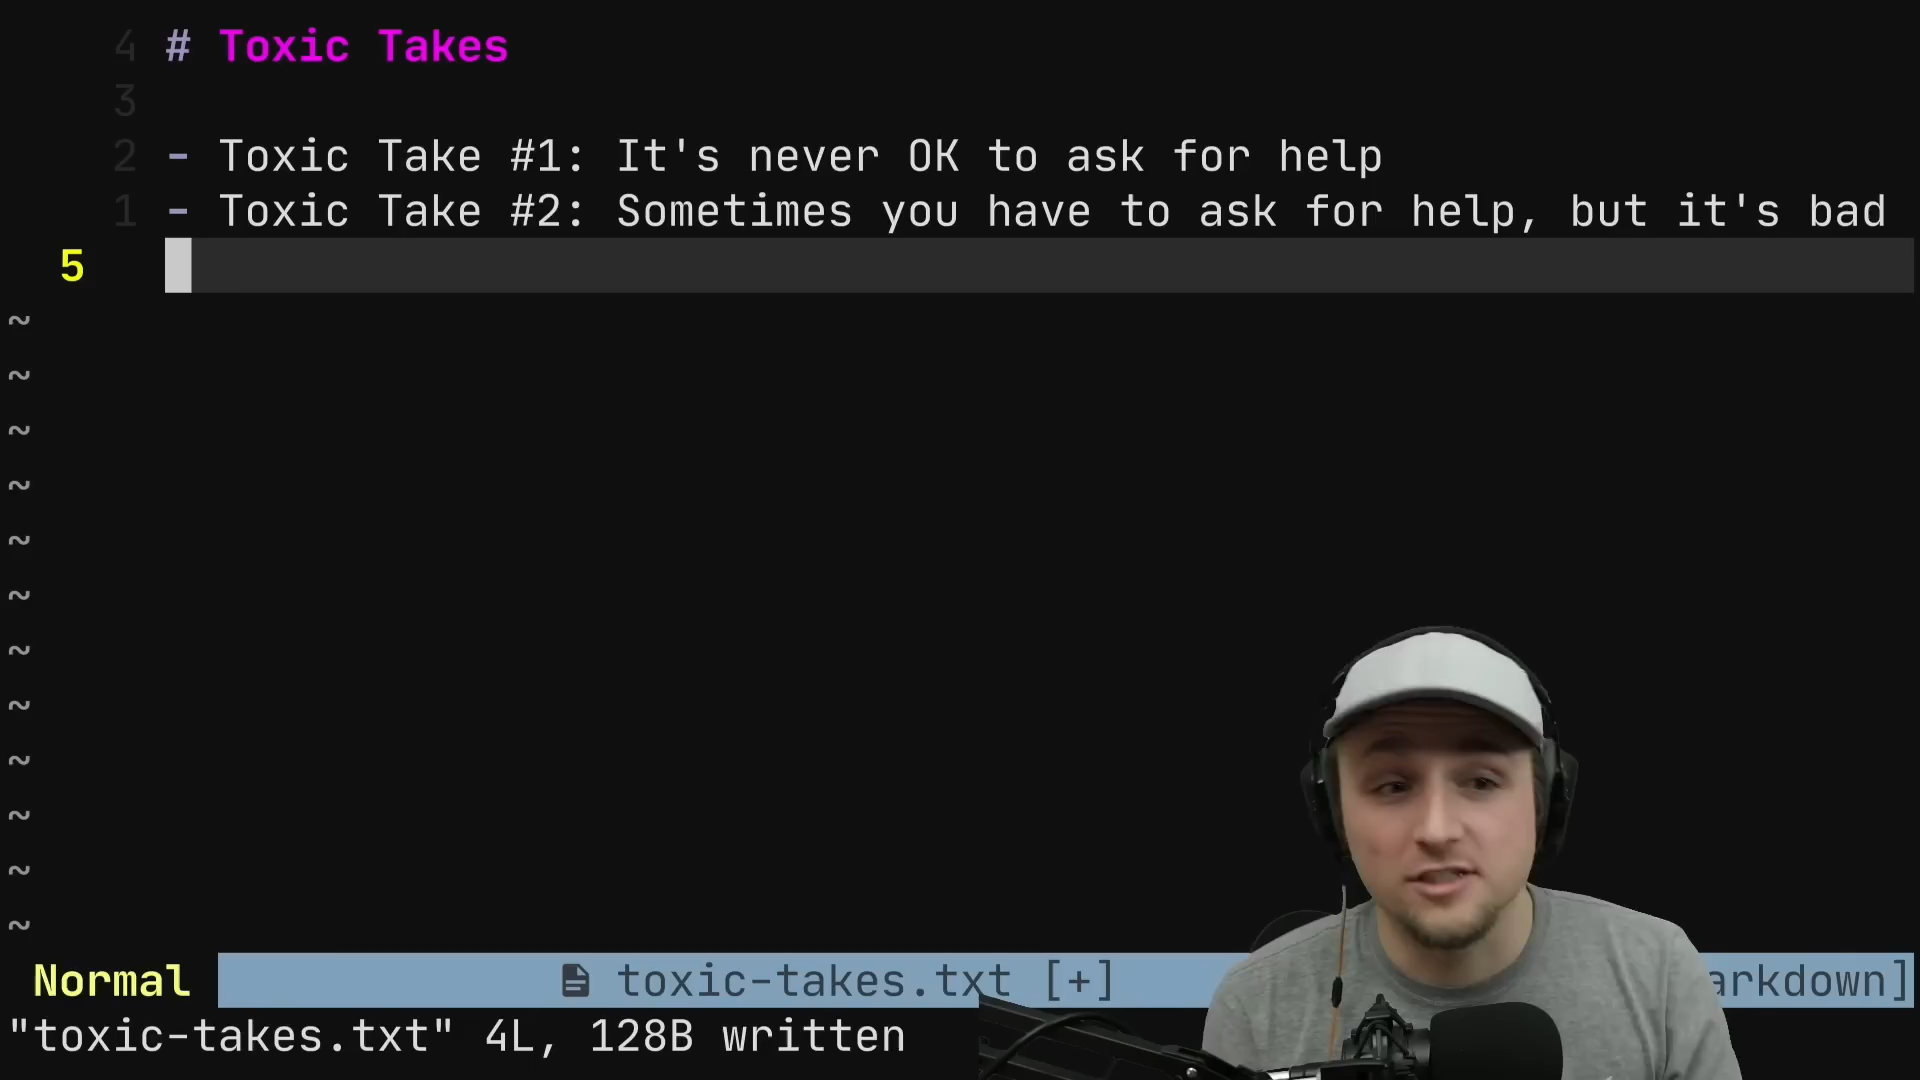 4 # Toxic Takes
3
2 - Toxic Take #1: It's never OK to ask for help
1 - Toxic Take #2: Sometimes you have to ask for help, but it's bad
5
~
~
~
~
~
~
~
~
~
~
~
~
Normal toxic-takes.txt [+] arkdown]
"toxic-takes.txt" 4L, 128B written